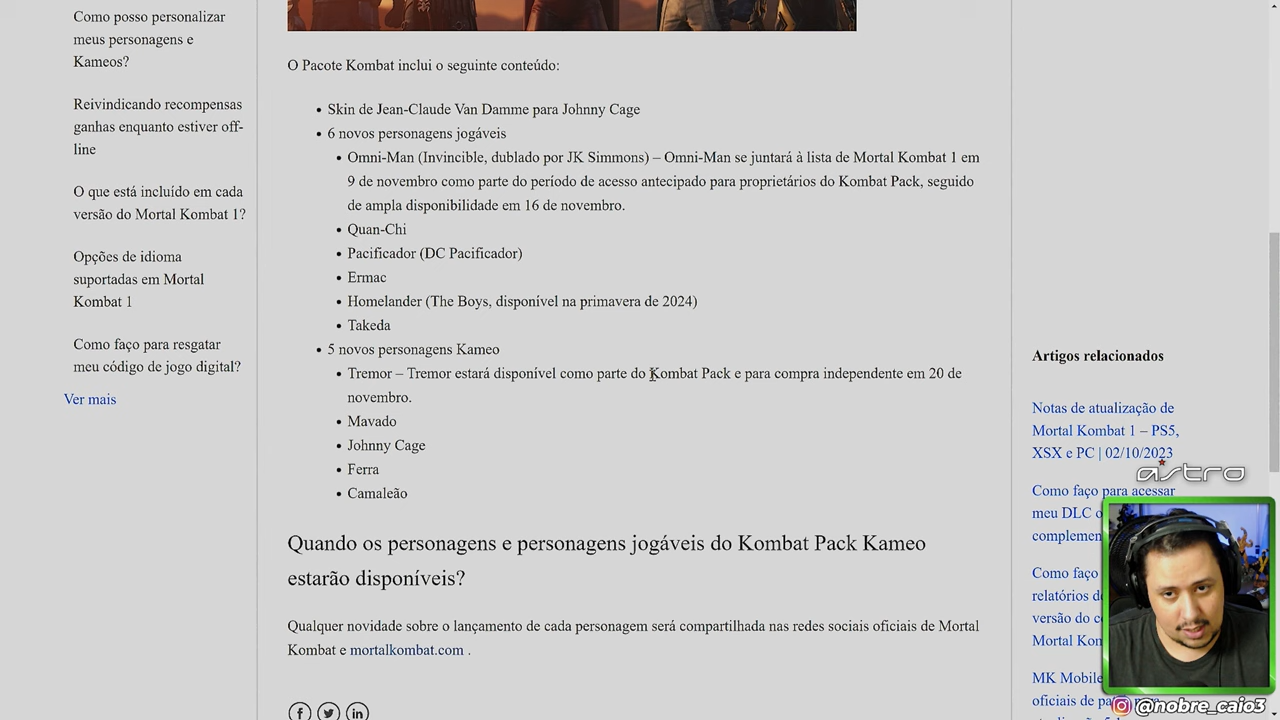 Como posso personalizar
meus personagens e
Kameos?
Reivindicando recompensas
ganhas enquanto estiver off-
line
O que está incluído em cada
versão do Mortal Kombat 1?
Opções de idioma
suportadas em Mortal
Kombat 1
Como faço para resgatar
meu código de jogo digital?
Ver mais
O Pacote Kombat inclui o seguinte conteúdo:
• Skin de Jean-Claude Van Damme para Johnny Cage
• 6 novos personagens jogáveis
• Omni-Man (Invincible, dublado por JK Simmons) – Omni-Man se juntará à lista de Mortal Kombat 1 em
9 de novembro como parte do período de acesso antecipado para proprietários do Kombat Pack, seguido
de ampla disponibilidade em 16 de novembro.
• Quan-Chi
• Pacificador (DC Pacificador)
• Ermac
• Homelander (The Boys, disponível na primavera de 2024)
• Takeda
• 5 novos personagens Kameo
• Tremor – Tremor estará disponível como parte do Kombat Pack e para compra independente em 20 de
novembro.
• Mavado
• Johnny Cage
• Ferra
• Camaleão
Quando os personagens e personagens jogáveis do Kombat Pack Kameo
estarão disponíveis?
Qualquer novidade sobre o lançamento de cada personagem será compartilhada nas redes sociais oficiais de Mortal
Kombat e mortalkombat.com .
Artigos relacionados
Notas de atualização de
Mortal Kombat 1 – PS5,
XSX e PC | 02/10/2023
astro
Como faço para acessar
meu DLC
Como faço
versão do
Mortal
MK Mobile
@nobre_caio3